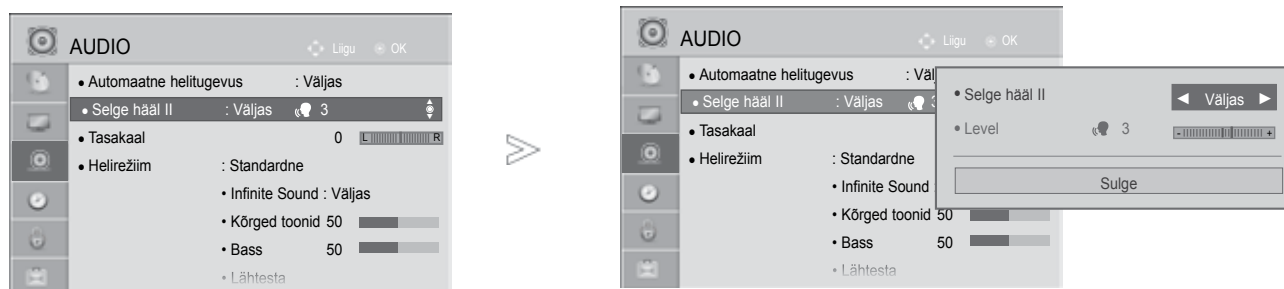 AUDIO Liigu OK
• Automaatne helitugevus : Väljas
• Selge hääl II : Väljas 3
• Tasakaal 0 L R
• Helirežiim : Standardne
• Infinite Sound : Väljas
• Kõrged toonid 50
• Bass 50
• Lähtesta
AUDIO Liigu OK
• Automaatne helitugevus : Väl
• Selge hääl II : Väljas 3
• Tasakaal
• Helirežiim : Standardne
• Infinite Sound :
• Kõrged toonid 50
• Bass 50
• Lähtesta
• Selge hääl II ◄ Väljas ►
• Level 3 - +
Sulge